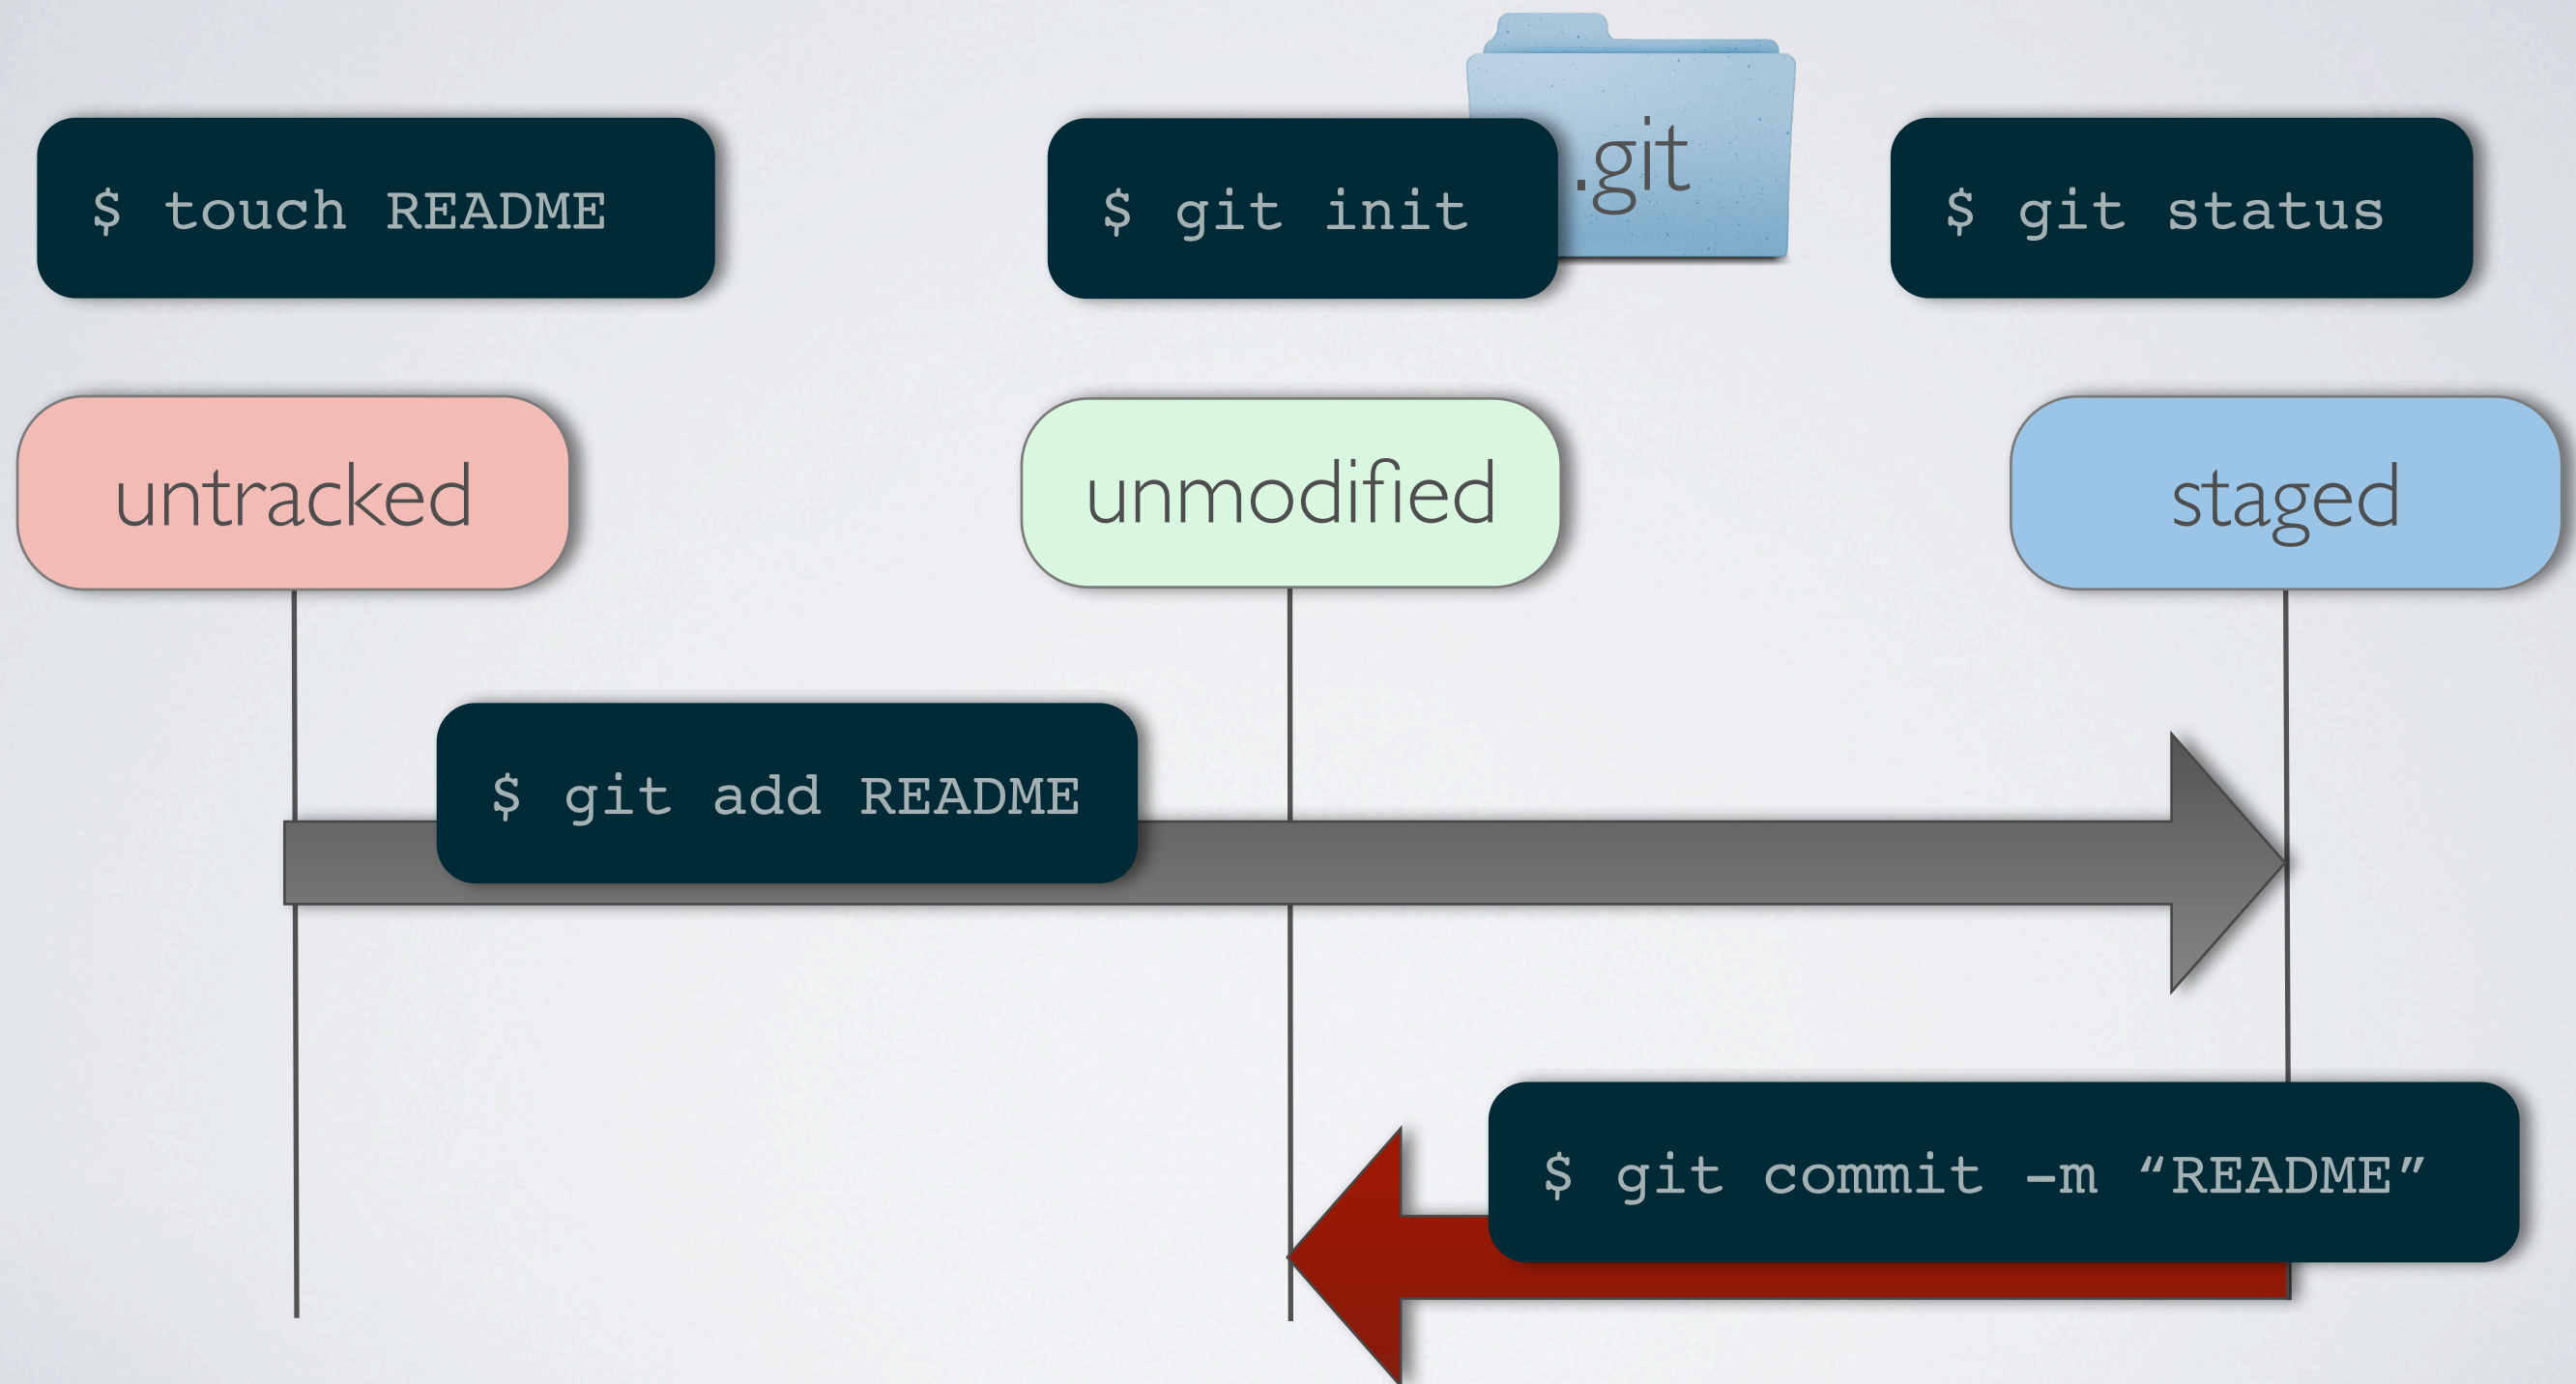 $ touch README
$ git init
.git
$ git status
untracked
unmodified
staged
$ git add README
$ git commit -m “README”